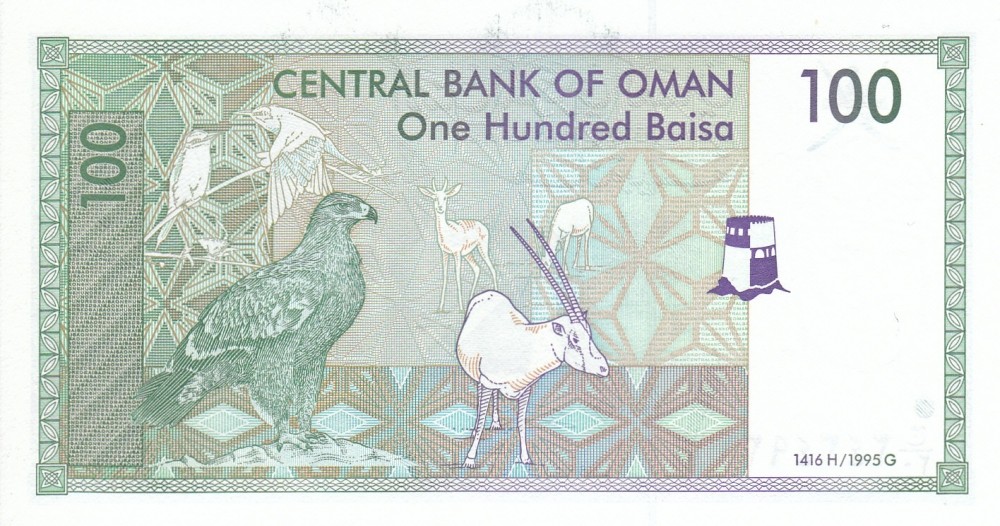 CENTRAL BANK OF OMAN
One Hundred Baisa
100
100
1416 H/1995 G